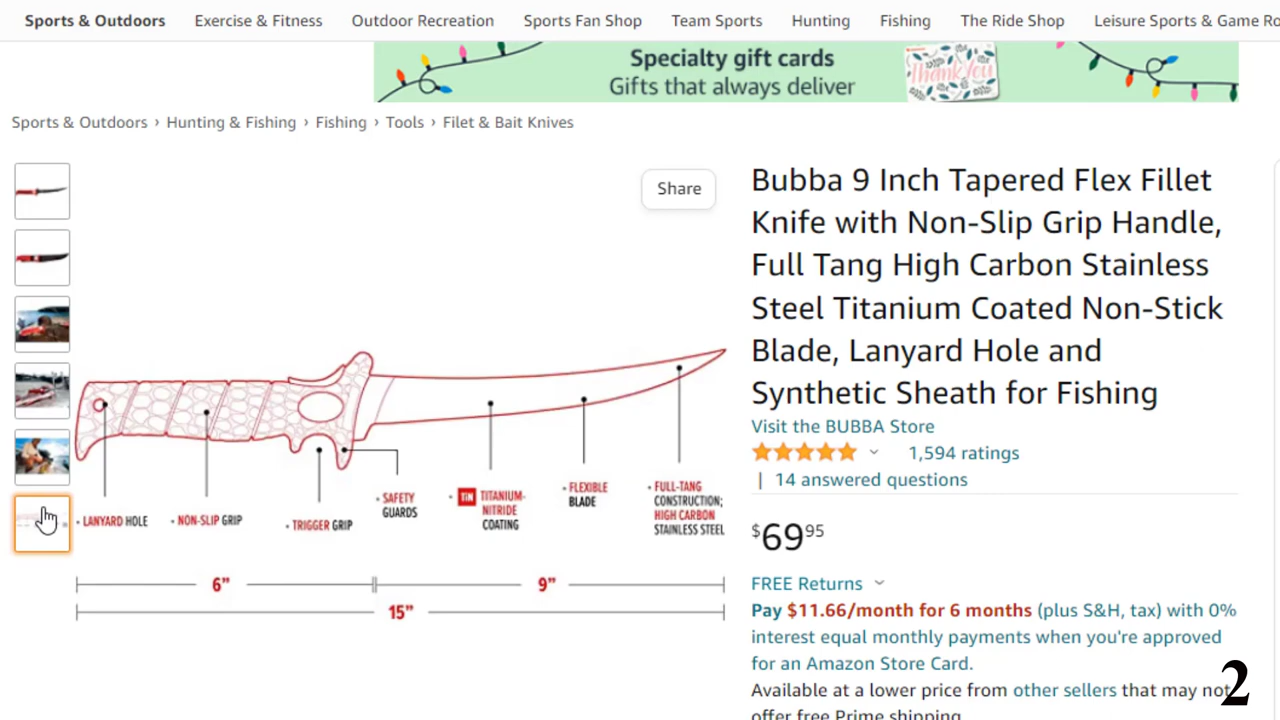 Sports & Outdoors Exercise & Fitness Outdoor Recreation Sports Fan Shop Team Sports Hunting Fishing The Ride Shop Leisure Sports & Game Ro
Specialty gift cards
Gifts that always deliver
Thank You
Sports & Outdoors › Hunting & Fishing › Fishing › Tools › Filet & Bait Knives
Share
Bubba 9 Inch Tapered Flex Fillet
Knife with Non-Slip Grip Handle,
Full Tang High Carbon Stainless
Steel Titanium Coated Non-Stick
Blade, Lanyard Hole and
Synthetic Sheath for Fishing
Visit the BUBBA Store
1,594 ratings
| 14 answered questions
$69 95
FREE Returns
Pay $11.66/month for 6 months (plus S&H, tax) with 0%
interest equal monthly payments when you're approved
for an Amazon Store Card.
Available at a lower price from other sellers that may not
offer free Prime shipping.
LANYARD HOLE
NON-SLIP GRIP
TRIGGER GRIP
SAFETY
GUARDS
TiN TITANIUM-
NITRIDE
COATING
FLEXIBLE
BLADE
FULL-TANG
CONSTRUCTION;
HIGH CARBON
STAINLESS STEEL
6” 9”
15”
2